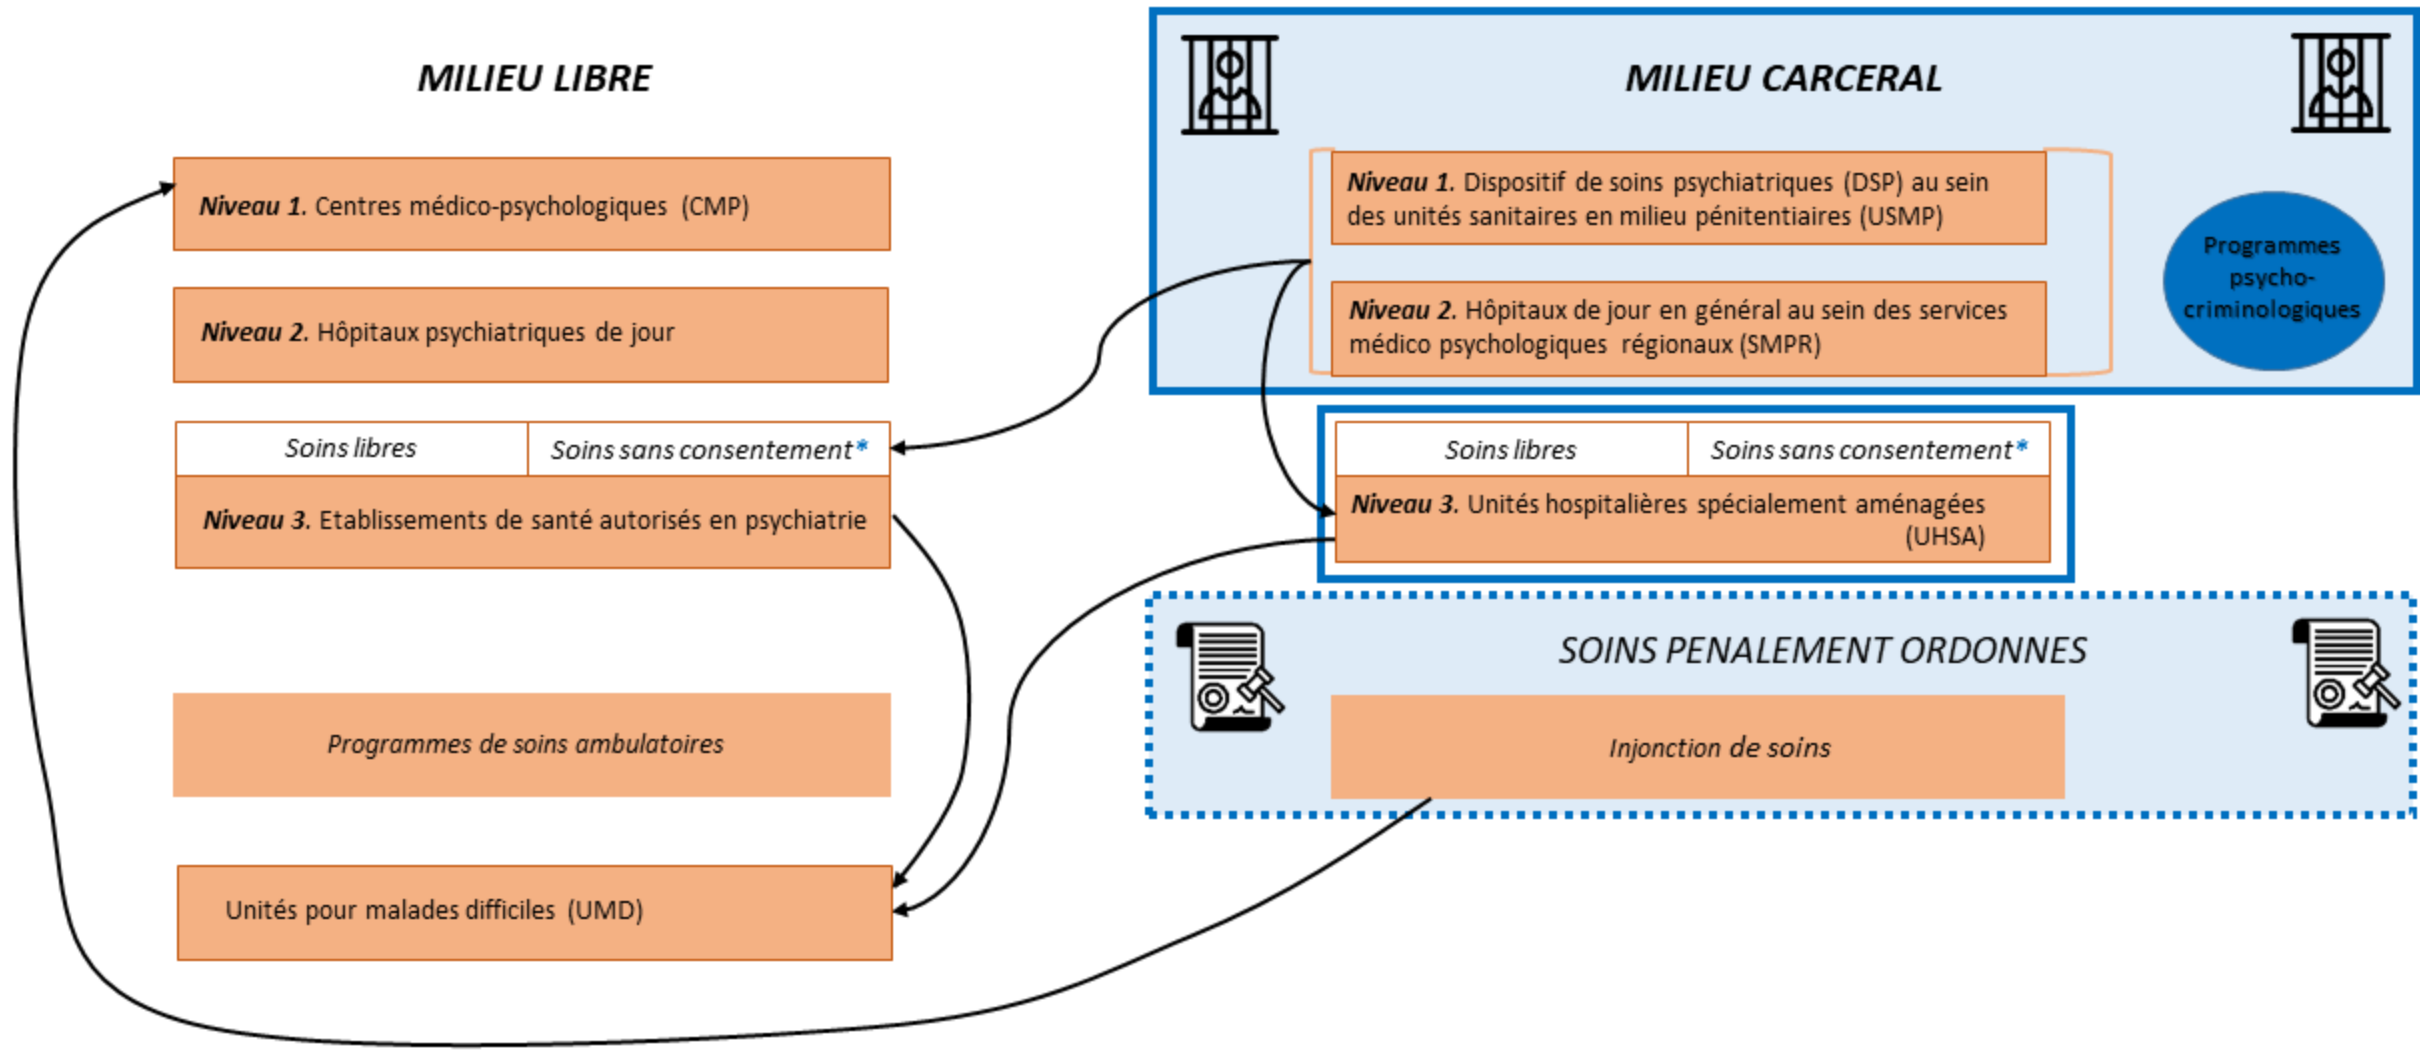 MILIEU LIBRE
Niveau 1. Centres médico-psychologiques (CMP)
Niveau 2. Hôpitaux psychiatriques de jour
Soins libres
Soins sans consentement*
Niveau 3. Etablissements de santé autorisés en psychiatrie
Programmes de soins ambulatoires
Unités pour malades difficiles (UMD)
MILIEU CARCERAL
Niveau 1. Dispositif de soins psychiatriques (DSP) au sein
des unités sanitaires en milieu pénitentiaires (USMP)
Niveau 2. Hôpitaux de jour en général au sein des services
médico psychologiques régionaux (SMPR)
Programmes
psycho-
criminologiques
Soins libres
Soins sans consentement*
Niveau 3. Unités hospitalières spécialement aménagées
(UHSA)
SOINS PENALEMENT ORDONNES
Injonction de soins